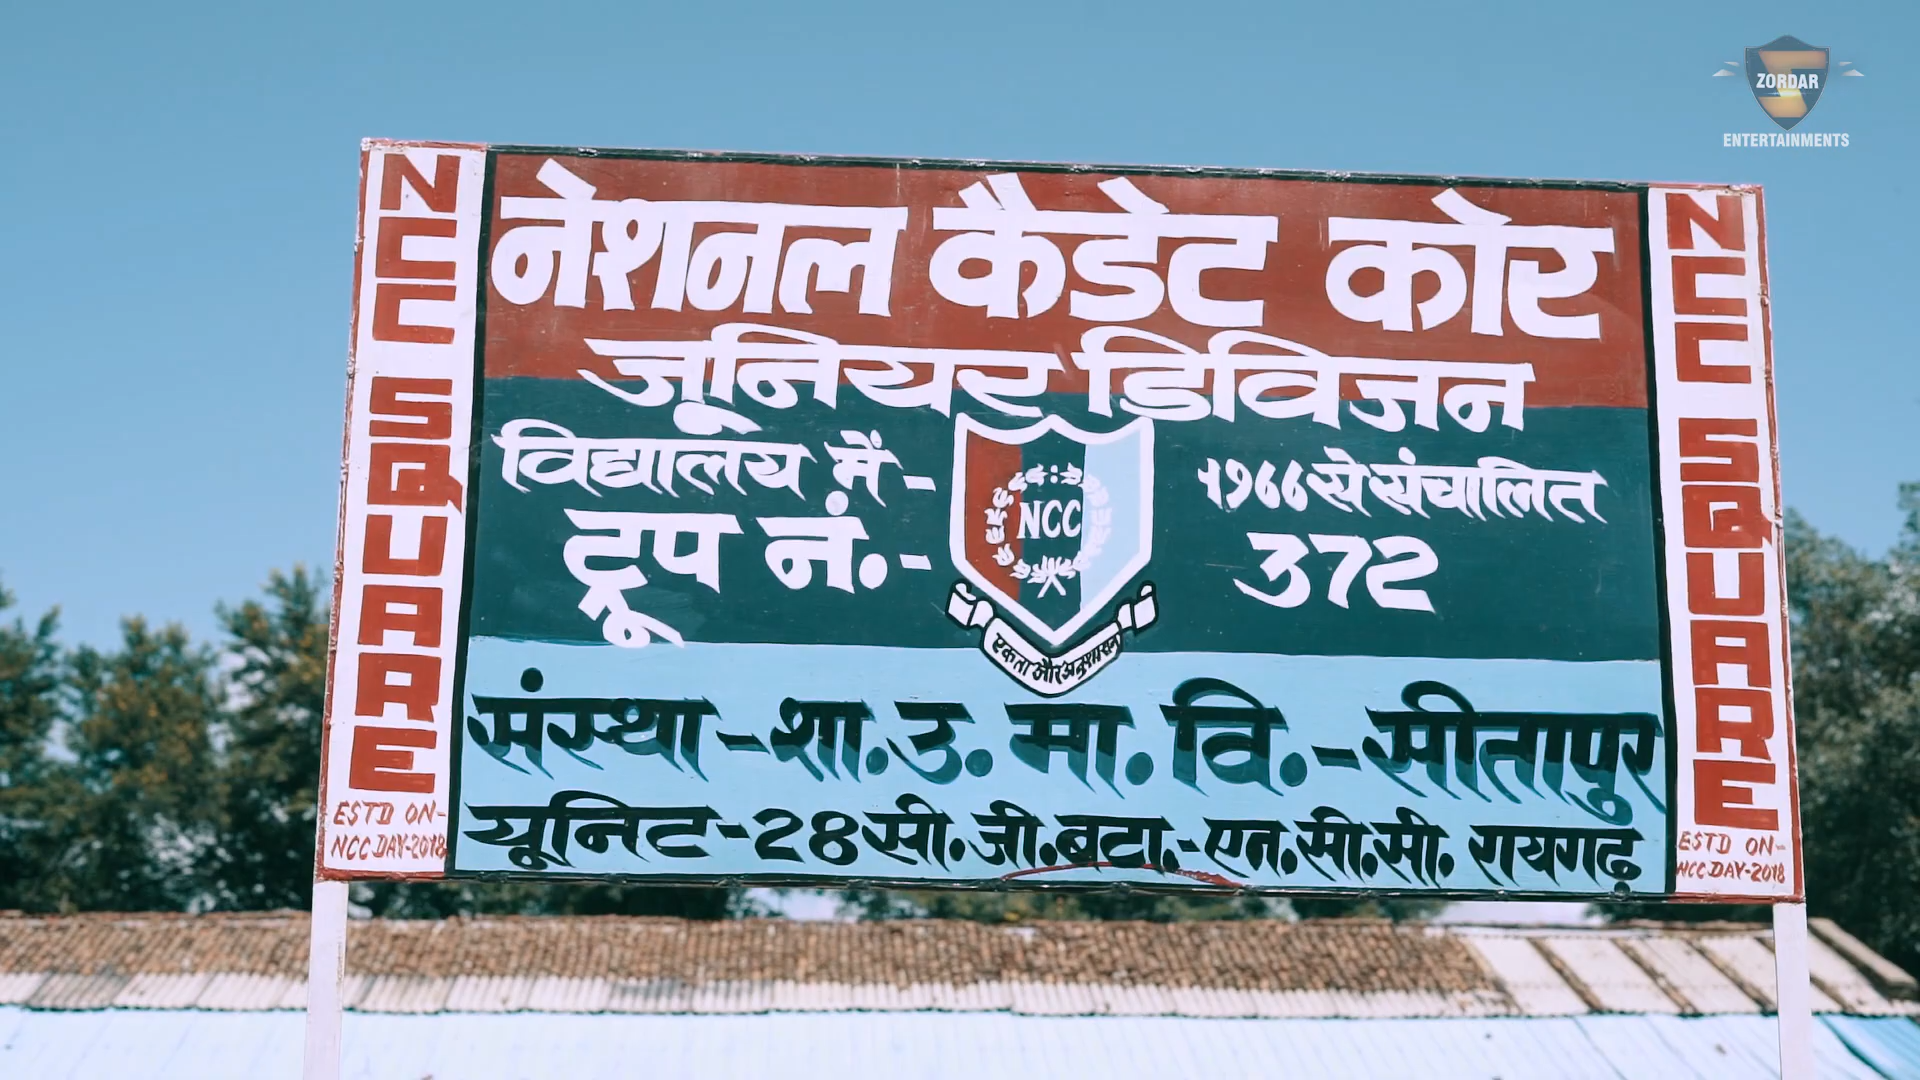 ZORDAR
ENTERTAINMENTS
NCC SQUARE
ESTD ON-
NCC DAY-2018
नेशनल कैडेट कोर
जूनियर डिविजन
विद्यालय में - १९६६ से संचालित
ट्रूप नं.- 372
NCC
एकता और अनुशासन
संस्था - शा. उ. मा. वि. - सीतापुर
यूनिट - 28 सी. जी. बटा. - एन. सी. सी. रायगढ़
NCC SQUARE
ESTD ON-
NCC DAY-2018